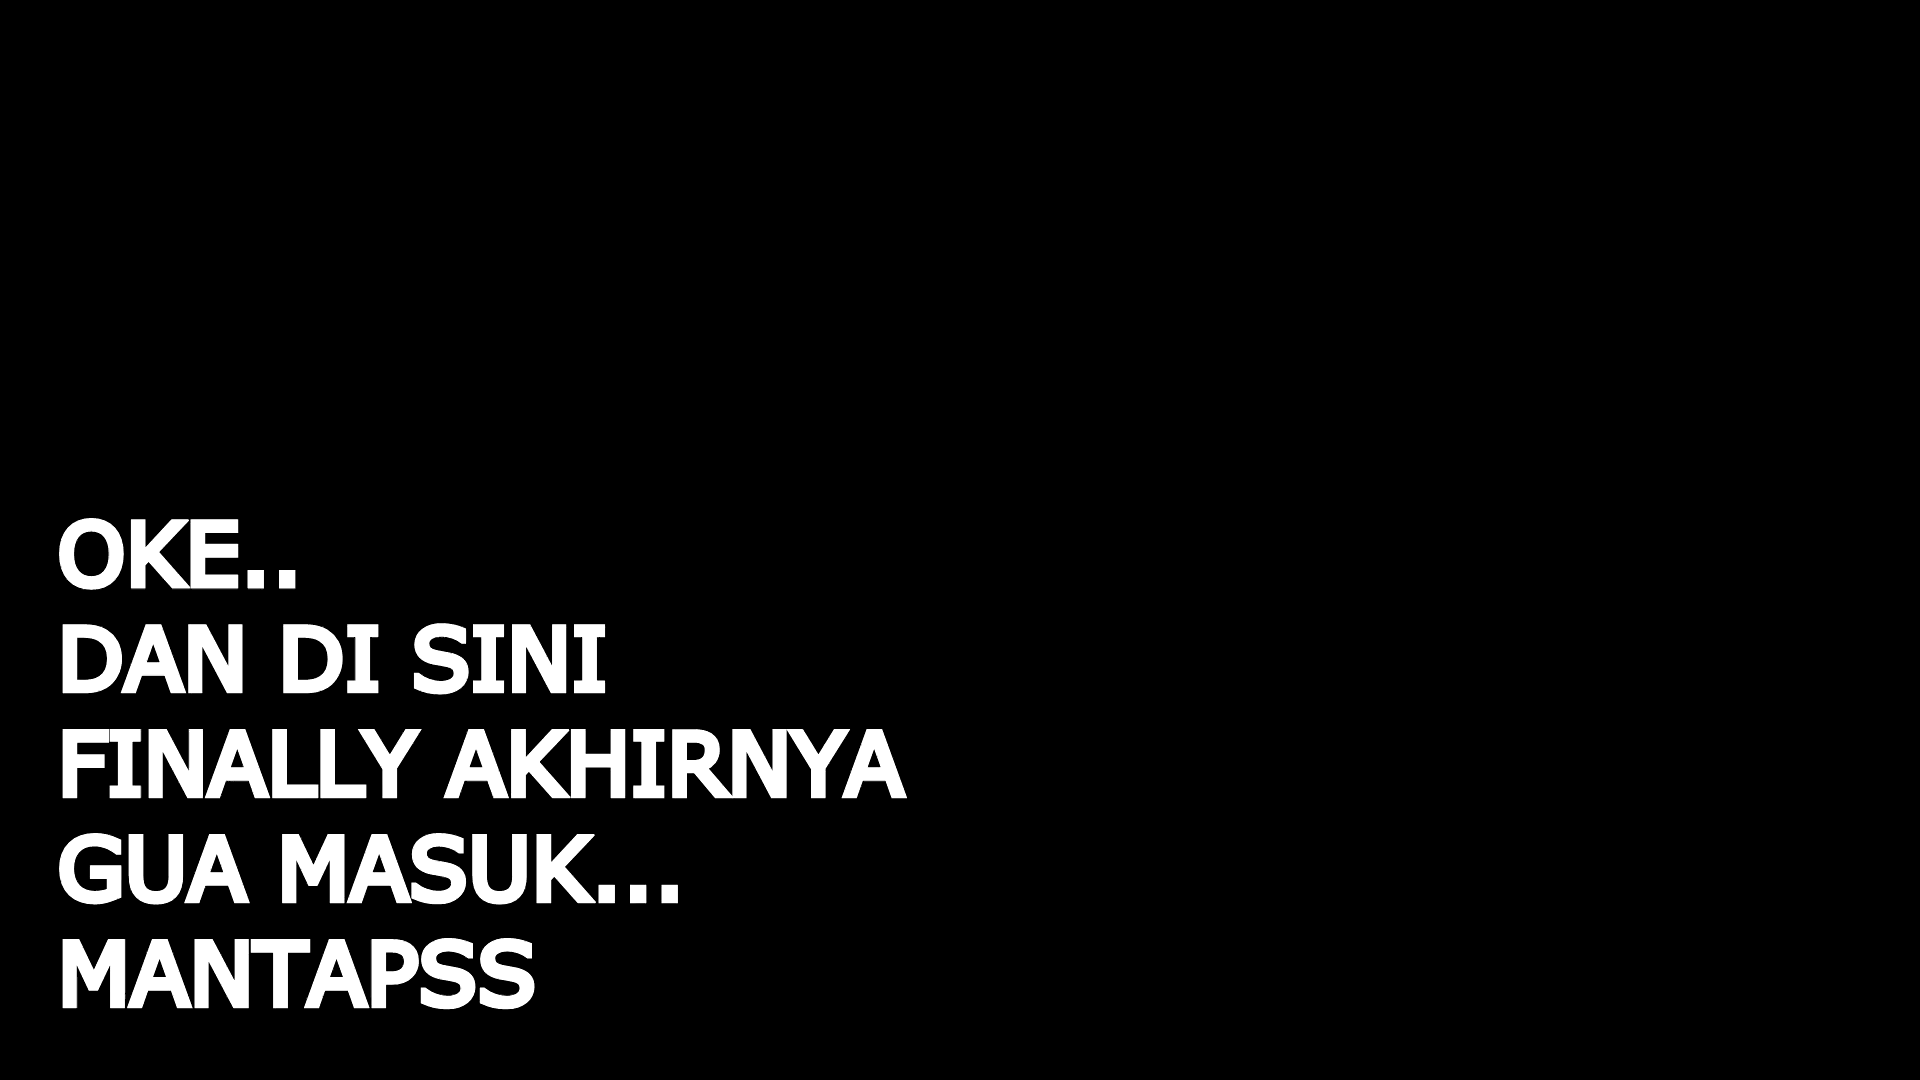 OKE..
DAN DI SINI
FINALLY AKHIRNYA
GUA MASUK...
MANTAPSS